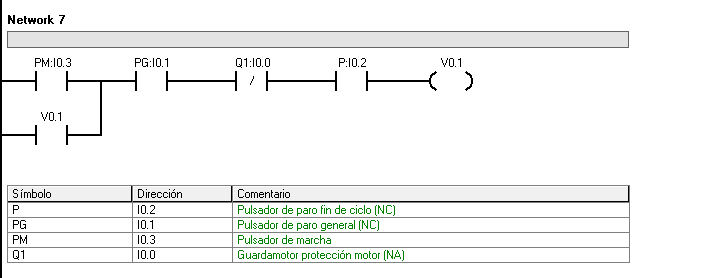 Network 7
PM:I0.3 PG:I0.1 Q1:I0.0 P:I0.2 V0.1
/
V0.1
Símbolo Dirección Comentario
P I0.2 Pulsador de paro fin de ciclo (NC)
PG I0.1 Pulsador de paro general (NC)
PM I0.3 Pulsador de marcha
Q1 I0.0 Guardamotor protección motor (NA)